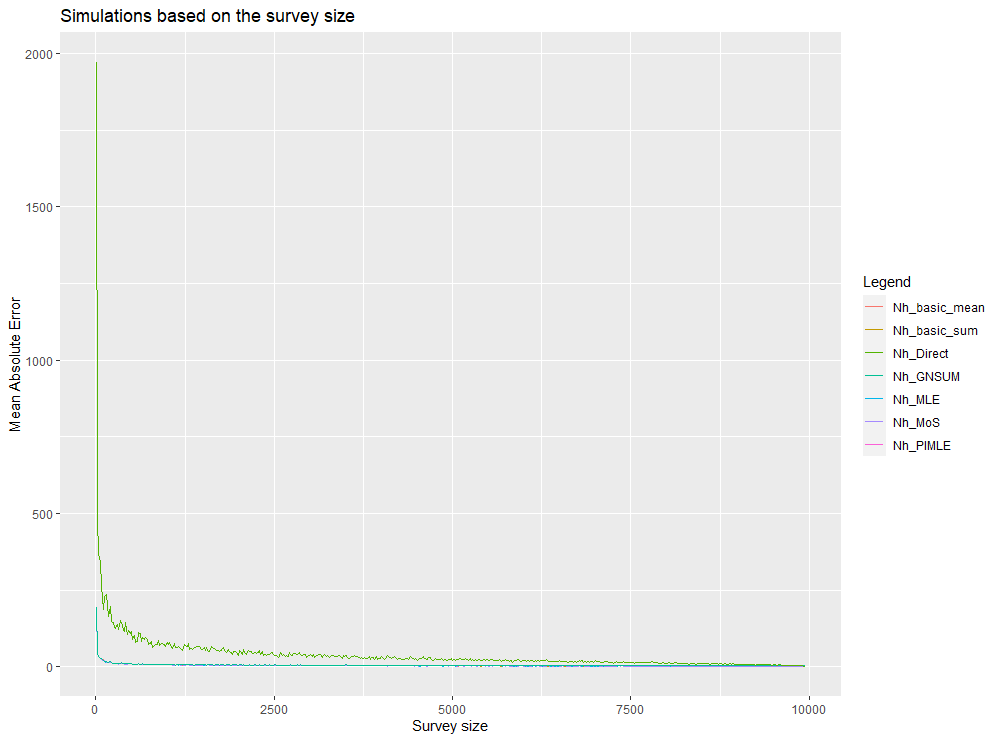 Simulations based on the survey size
2000
1500
1000
500
0
Mean Absolute Error
0
2500
5000
7500
10000
Survey size
Legend
Nh_basic_mean
Nh_basic_sum
Nh_Direct
Nh_GNSUM
Nh_MLE
Nh_MoS
Nh_PIMLE